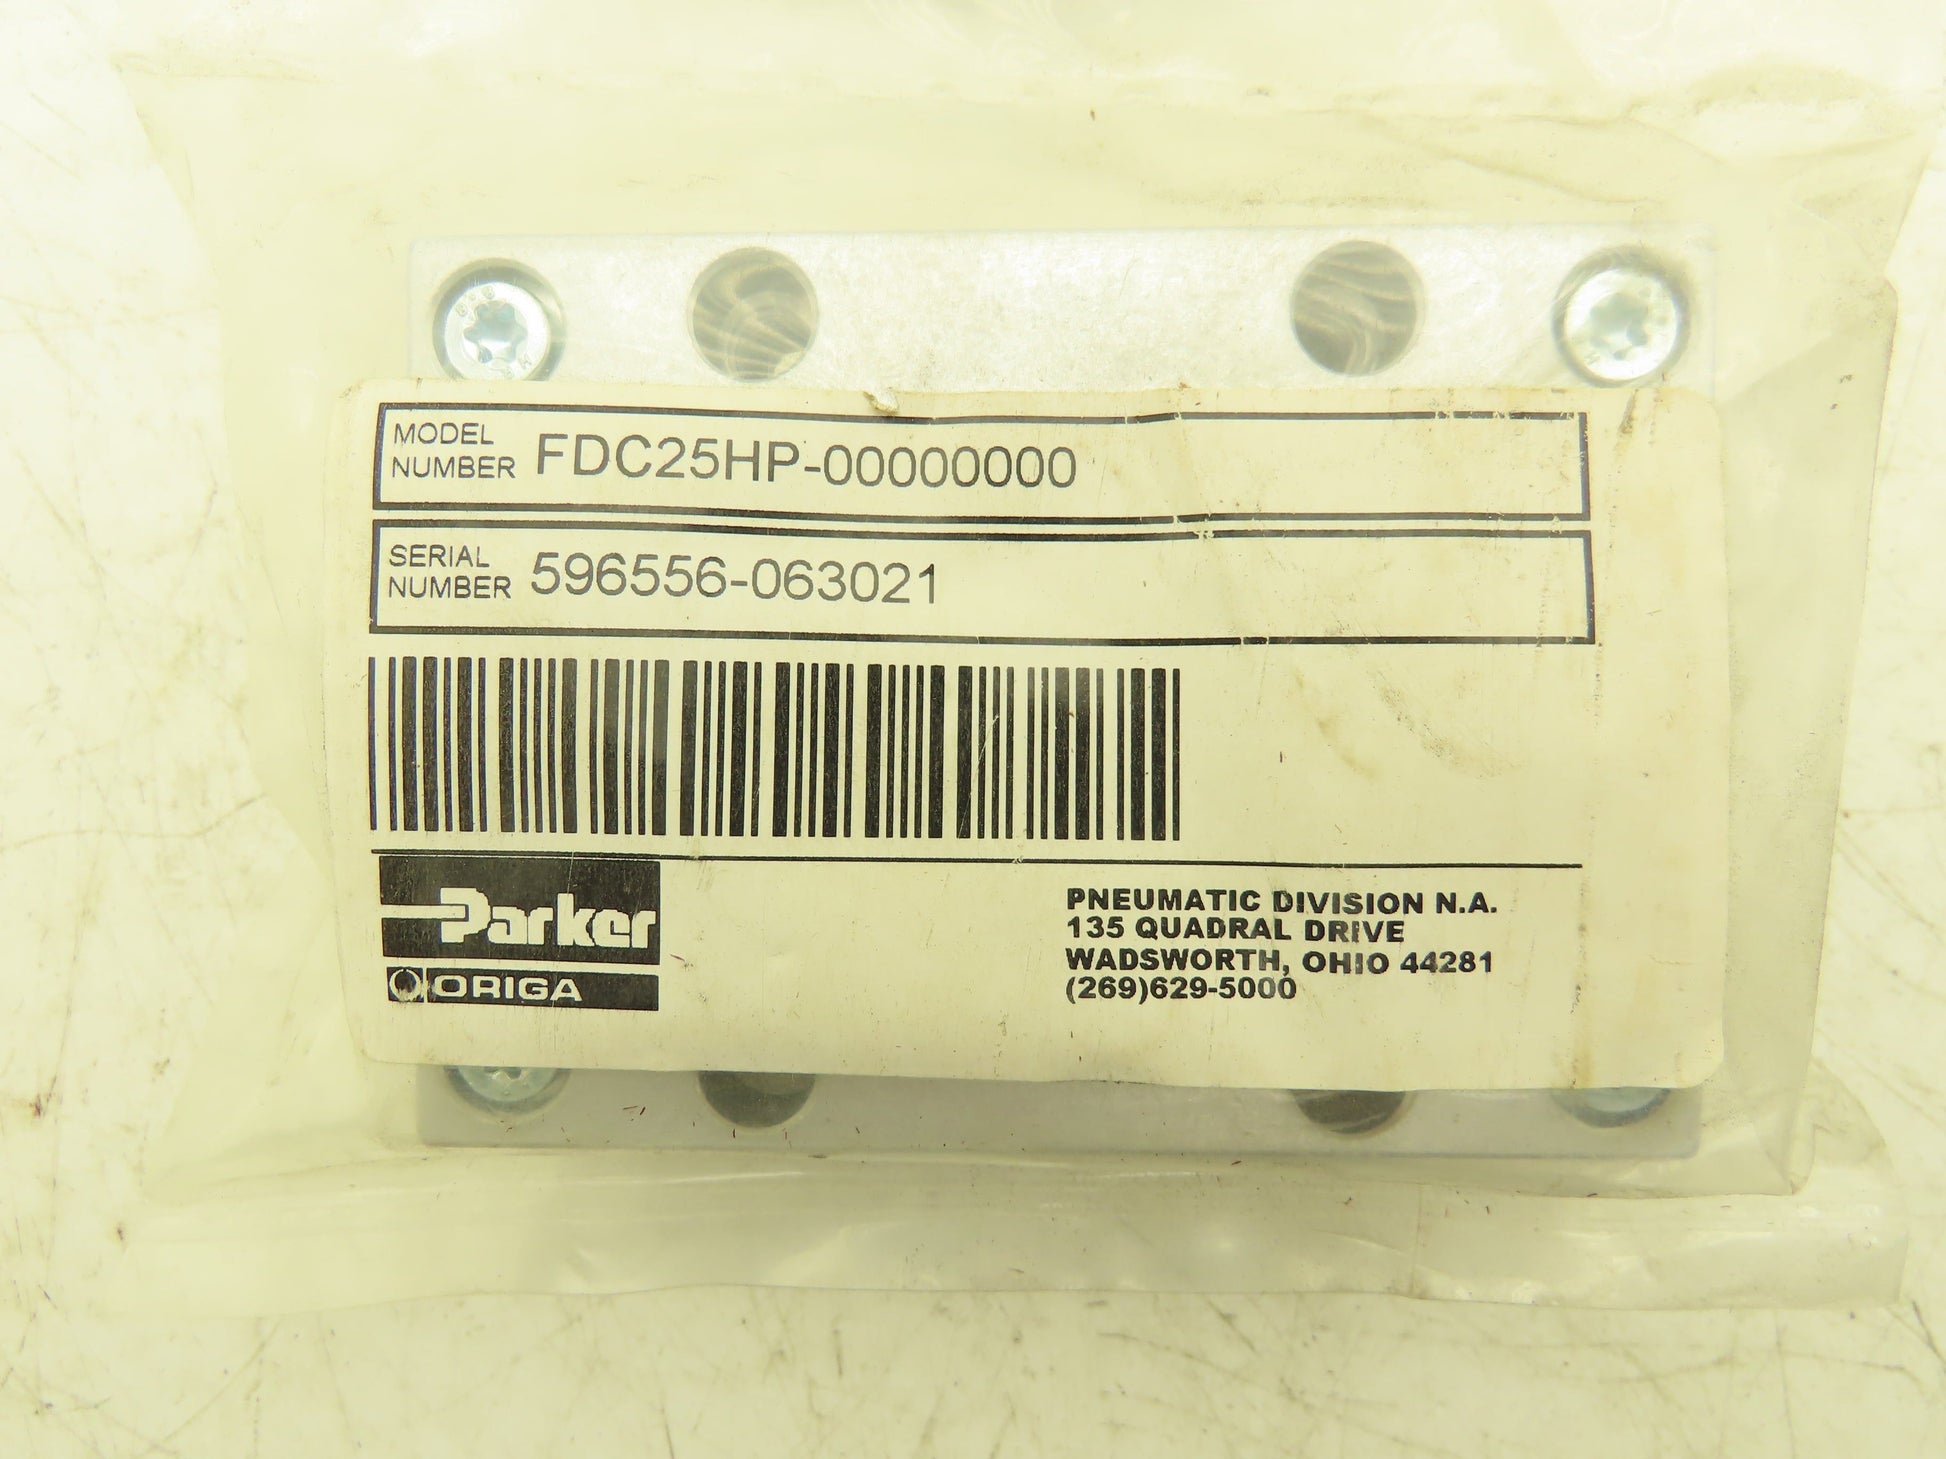 MODEL
NUMBER FDC25HP-00000000
SERIAL
NUMBER 596556-063021
Parker
ORIGA
PNEUMATIC DIVISION N.A.
135 QUADRAL DRIVE
WADSWORTH, OHIO 44281
(269)629-5000